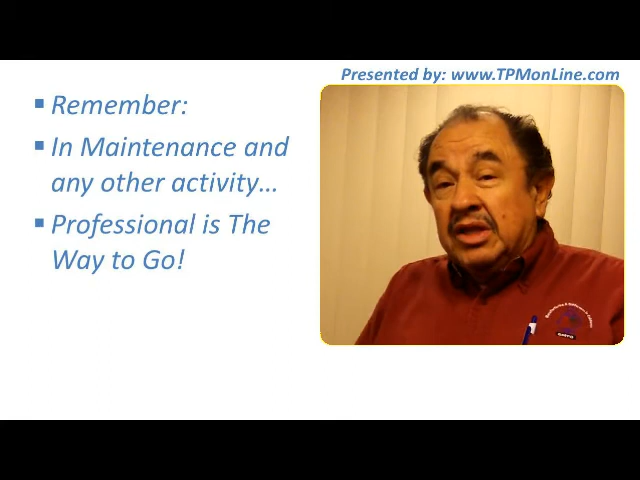 Presented by: www.TPMonLine.com
Remember:
In Maintenance and
any other activity...
Professional is The
Way to Go!